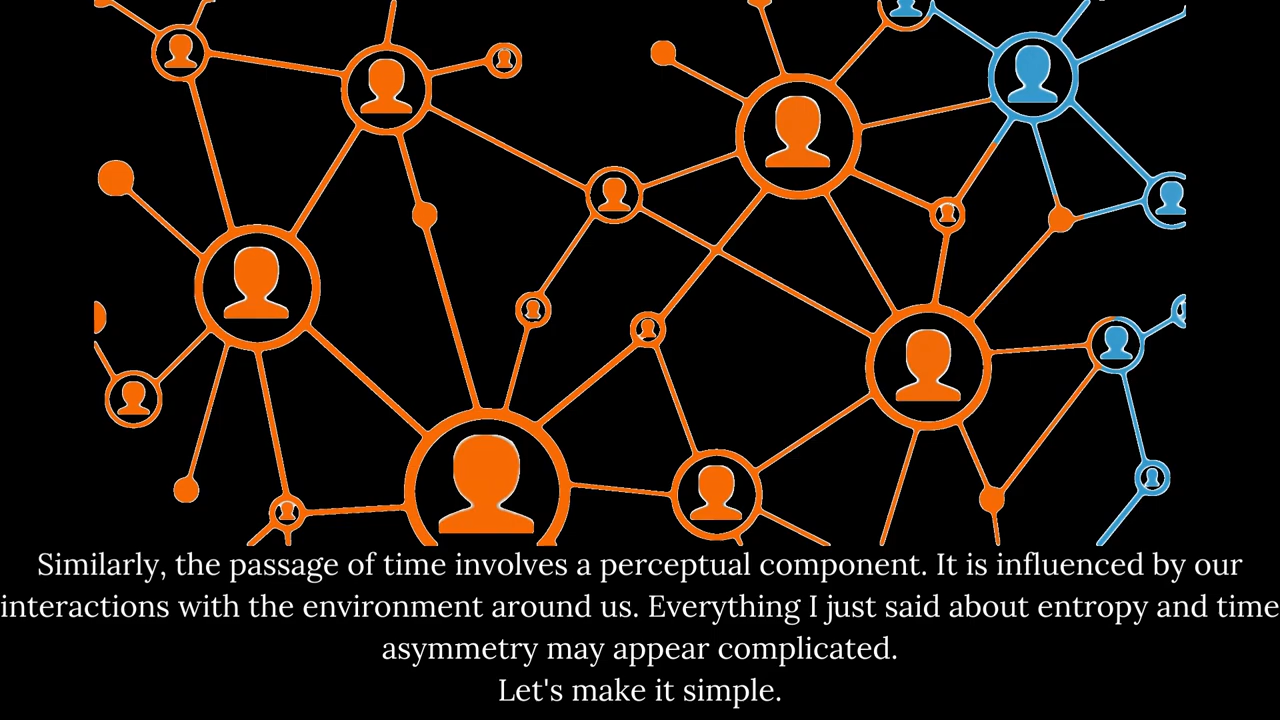 Similarly, the passage of time involves a perceptual component. It is influenced by our
interactions with the environment around us. Everything I just said about entropy and time
asymmetry may appear complicated.
Let's make it simple.